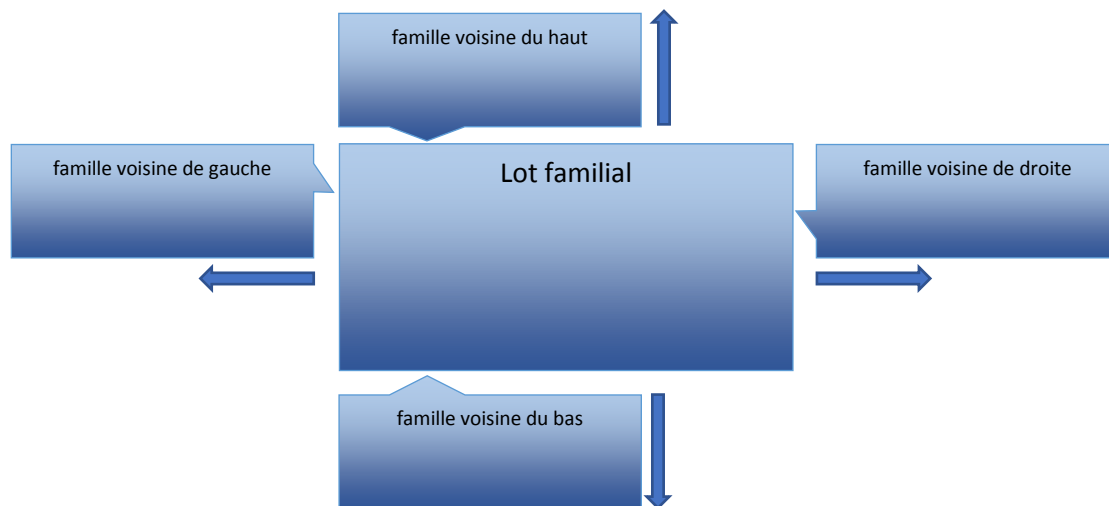 famille voisine du haut
famille voisine de gauche
Lot familial
famille voisine de droite
famille voisine du bas